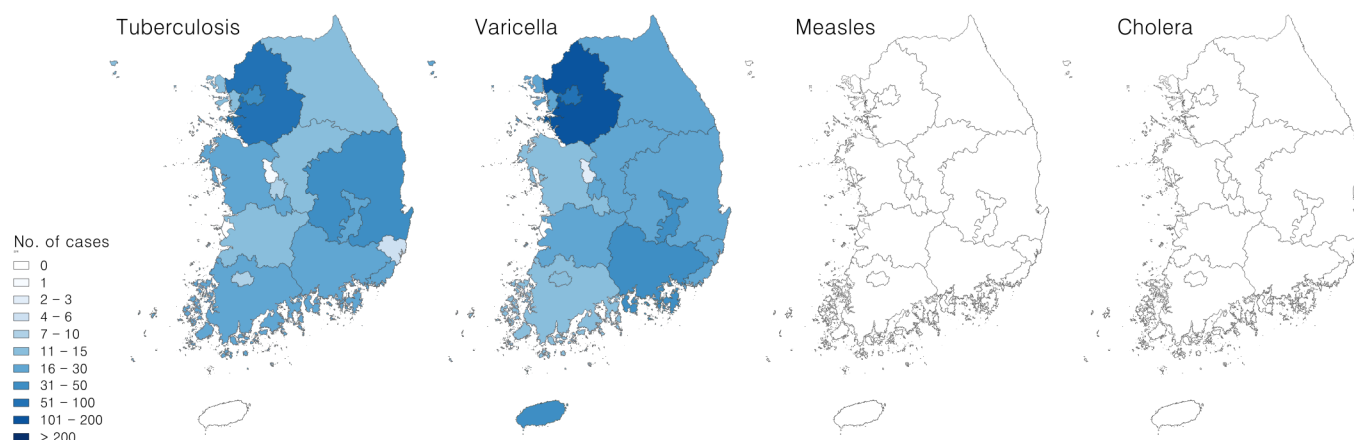 Tuberculosis
Varicella
Measles
Cholera
No. of cases
0
1
2 – 3
4 – 6
7 – 10
11 – 15
16 – 30
31 – 50
51 – 100
101 – 200
> 200